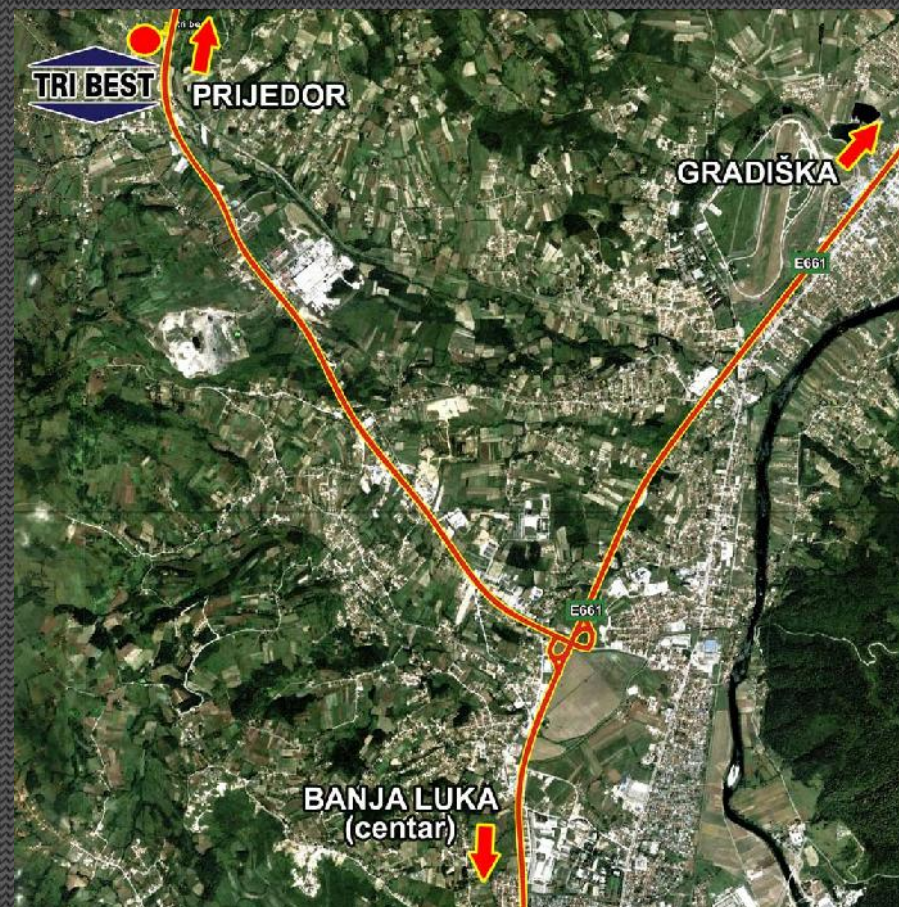 TRI BEST
PRIJEDOR
GRADIŠKA
E661
E661
BANJA LUKA
(centar)